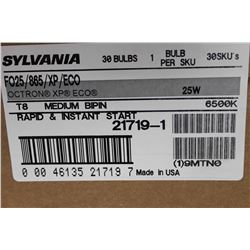 SYLVANIA 30 BULBS 1 BULB PER SKU 30SKU's
FO25/865/XP/ECO
OCTRON® XP® ECO® 25W
T8 MEDIUM BIPIN 6500K
RAPID & INSTANT START
21719-1
(1)9MTN0
0 00 46135 21719 7 Made in USA